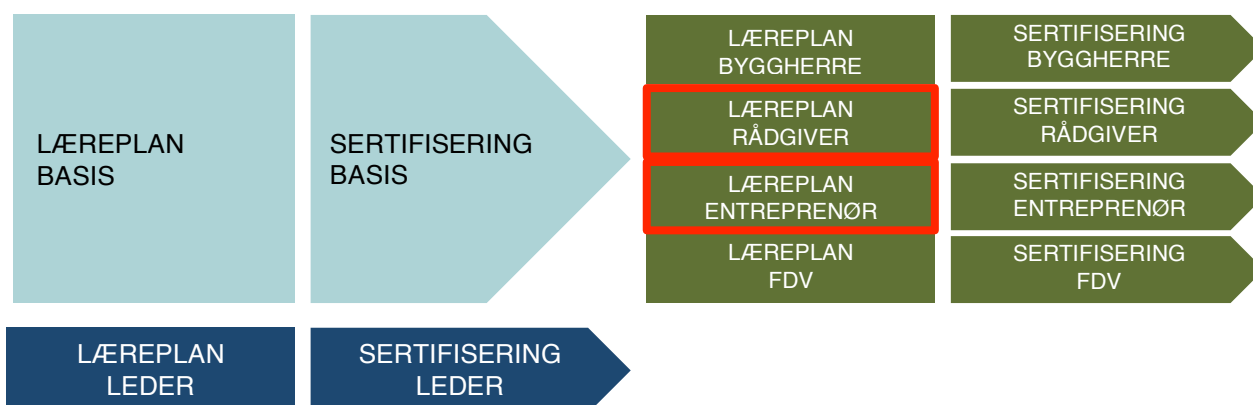 LÆREPLAN
BASIS
SERTIFISERING
BASIS
LÆREPLAN
BYGGHERRE
SERTIFISERING
BYGGHERRE
LÆREPLAN
RÅDGIVER
SERTIFISERING
RÅDGIVER
LÆREPLAN
ENTREPRENØR
SERTIFISERING
ENTREPRENØR
LÆREPLAN
FDV
SERTIFISERING
FDV
LÆREPLAN
LEDER
SERTIFISERING
LEDER